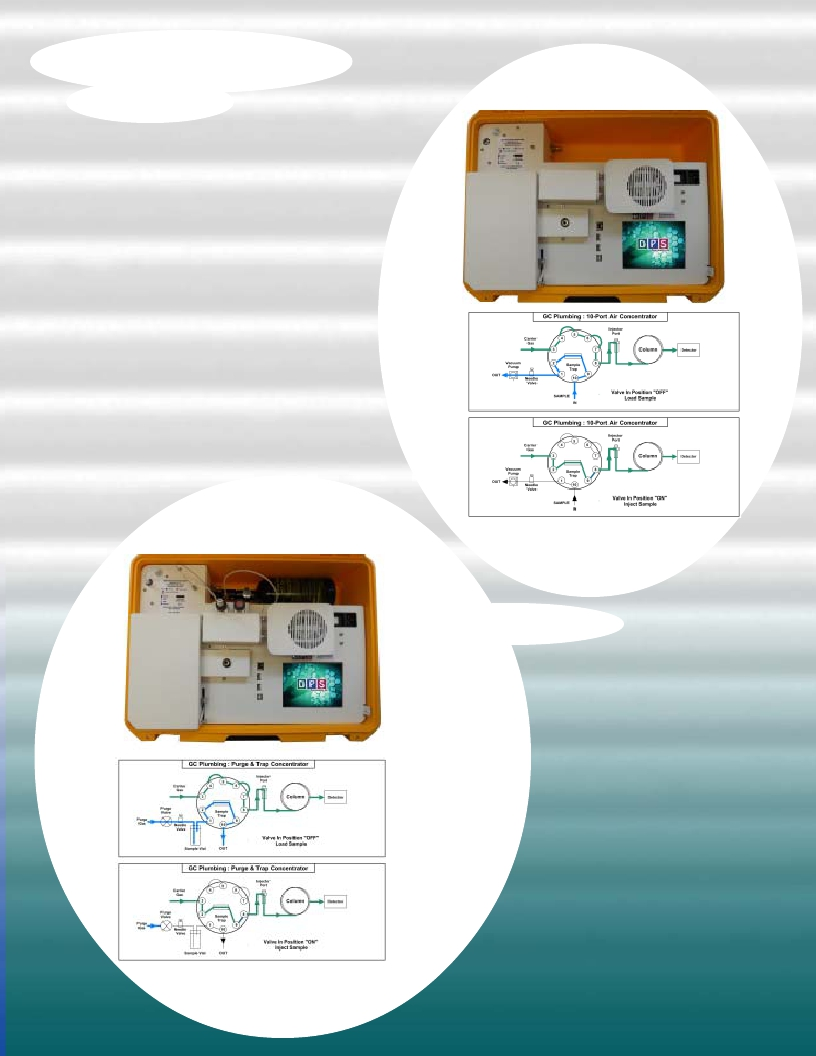 DPS
GC Plumbing : 10-Port Air Concentrator
Carrier Gas
Injector Port
Column
Detector
Vacuum Pump
OUT
Needle Valve
Sample Trap
SAMPLE
IN
Valve In Position "OFF"
Load Sample
GC Plumbing : 10-Port Air Concentrator
Carrier Gas
Injector Port
Column
Detector
Vacuum Pump
OUT
Needle Valve
Sample Trap
SAMPLE
IN
Valve In Position "ON"
Inject Sample
DPS
GC Plumbing : Purge & Trap Concentrator
Carrier Gas
Injector Port
Column
Detector
Purge Valve
Purge Gas
Needle Valve
Sample Trap
Sample Vial
OUT
Valve In Position "OFF"
Load Sample
GC Plumbing : Purge & Trap Concentrator
Carrier Gas
Injector Port
Column
Detector
Purge Valve
Purge Gas
Needle Valve
Sample Trap
Sample Vial
OUT
Valve In Position "ON"
Inject Sample